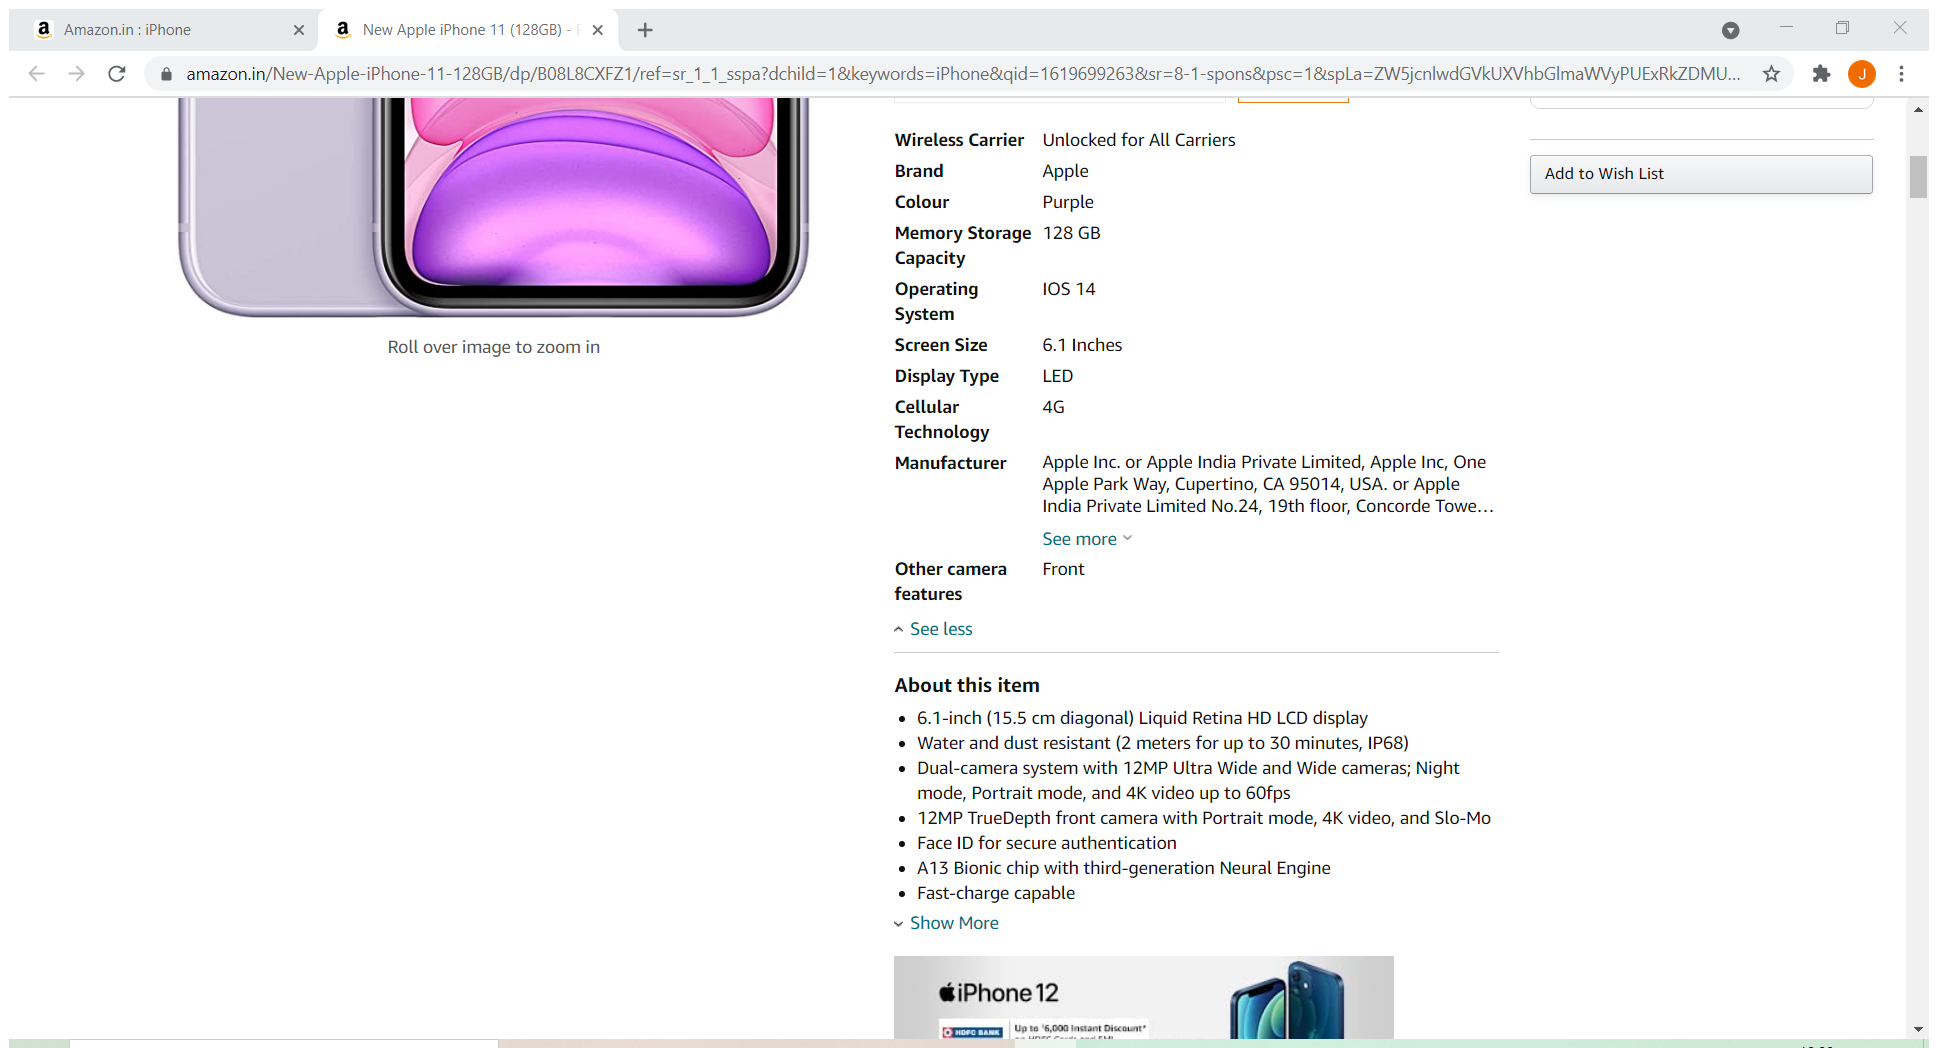 Amazon.in : iPhone
New Apple iPhone 11 (128GB) -
amazon.in/New-Apple-iPhone-11-128GB/dp/B08L8CXFZ1/ref=sr_1_1_sspa?dchild=1&keywords=iPhone&qid=1619699263&sr=8-1-spons&psc=1&spLa=ZW5jcnlwdGVkUXVhbGlmaWVyPUExRkZDMU...
J
Wireless Carrier Unlocked for All Carriers
Brand Apple
Colour Purple
Memory Storage 128 GB
Capacity
Operating IOS 14
System
Screen Size 6.1 Inches
Display Type LED
Cellular 4G
Technology
Manufacturer Apple Inc. or Apple India Private Limited, Apple Inc, One
Apple Park Way, Cupertino, CA 95014, USA. or Apple
India Private Limited No.24, 19th floor, Concorde Towe...
See more
Other camera Front
features
See less
Add to Wish List
Roll over image to zoom in
About this item
6.1-inch (15.5 cm diagonal) Liquid Retina HD LCD display
Water and dust resistant (2 meters for up to 30 minutes, IP68)
Dual-camera system with 12MP Ultra Wide and Wide cameras; Night
mode, Portrait mode, and 4K video up to 60fps
12MP TrueDepth front camera with Portrait mode, 4K video, and Slo-Mo
Face ID for secure authentication
A13 Bionic chip with third-generation Neural Engine
Fast-charge capable
Show More
iPhone 12
HDFC BANK Up to ₹6,000 Instant Discount*